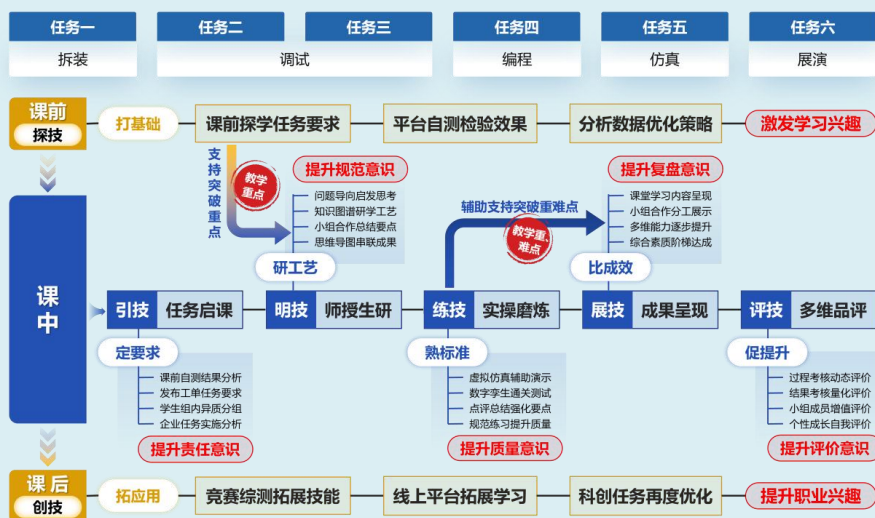 任务一
任务二
任务三
任务四
任务五
任务六
拆装
调试
编程
仿真
展演
课前
探技
打基础
课前探学任务要求
平台自测检验效果
分析数据优化策略
激发学习兴趣
支持突破重点
教学
重点
提升规范意识
问题导向启发思考
知识图谱研学工艺
小组合作总结要点
思维导图串联成果
研工艺
辅助支持突破重难点
教学重、
难点
提升复盘意识
课堂学习内容呈现
小组合作分工展示
多维能力逐步提升
综合素质阶梯达成
比成效
课中
引技
任务启课
明技
师授生研
练技
实操磨炼
展技
成果呈现
评技
多维品评
定要求
课前自测结果分析
发布工单任务要求
学生组内异质分组
企业任务实施分析
提升责任意识
熟标准
虚拟仿真辅助演示
数字孪生通关测试
点评总结强化要点
规范练习提升质量
提升质量意识
促提升
过程考核动态评价
结果考核量化评价
小组成员增值评价
个性成长自我评价
提升评价意识
课后
创技
拓应用
竞赛综测拓展技能
线上平台拓展学习
科创任务再度优化
提升职业兴趣